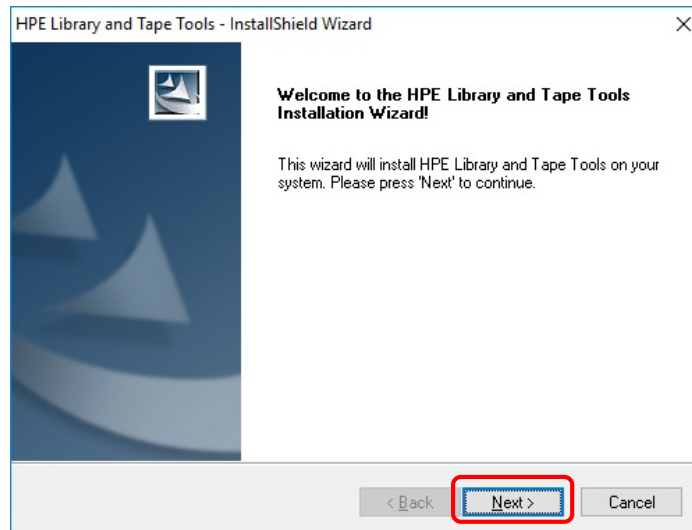 HPE Library and Tape Tools - InstallShield Wizard
Welcome to the HPE Library and Tape Tools
Installation Wizard!
This wizard will install HPE Library and Tape Tools on your
system. Please press 'Next' to continue.
< Back
Next >
Cancel